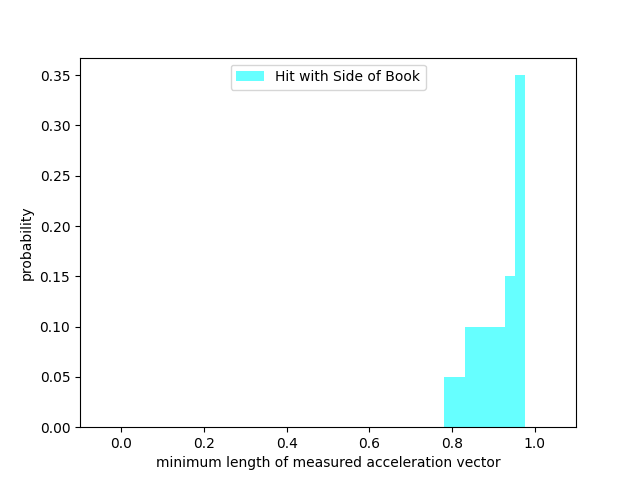 Hit with Side of Book
probability
0.35
0.30
0.25
0.20
0.15
0.10
0.05
0.00
0.0 0.2 0.4 0.6 0.8 1.0
minimum length of measured acceleration vector